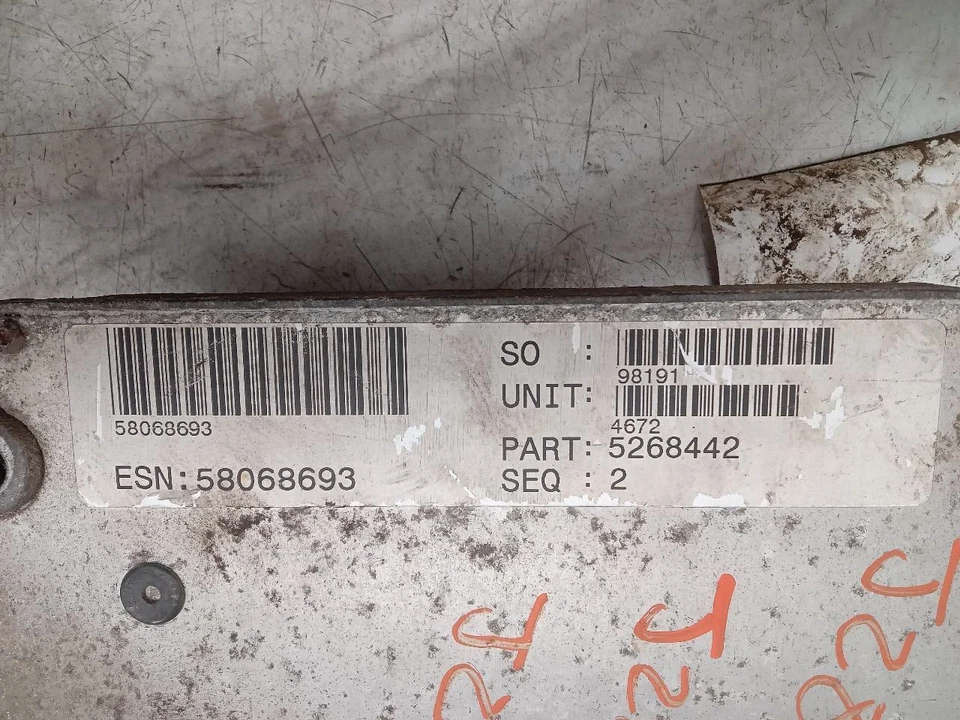 58068693
ESN:58068693
SO :
98191
UNIT:
4672
PART: 5268442
SEQ : 2